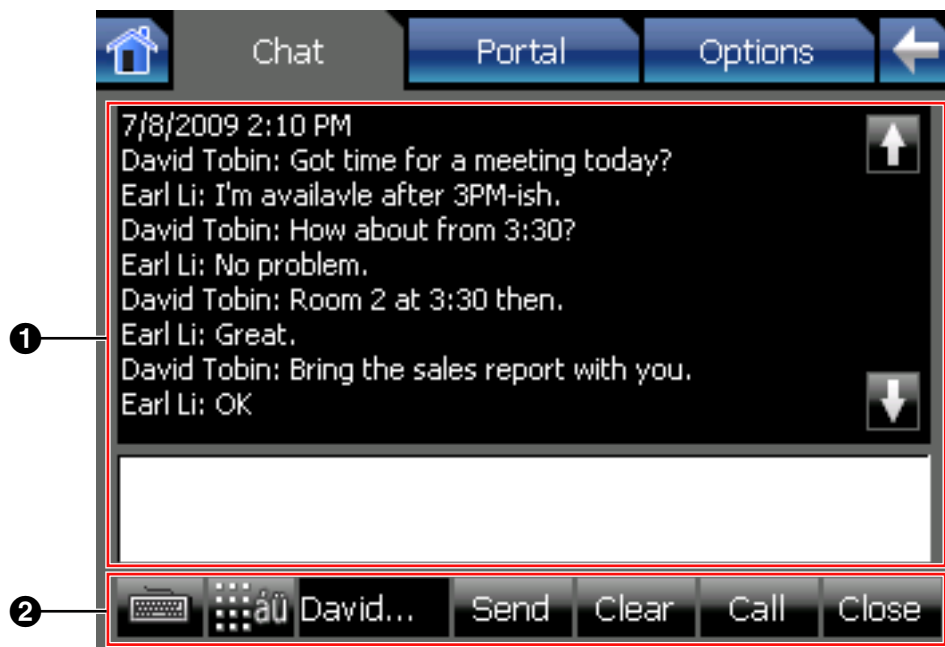 Chat Portal Options
7/8/2009 2:10 PM
David Tobin: Got time for a meeting today?
Earl Li: I'm availavle after 3PM-ish.
David Tobin: How about from 3:30?
Earl Li: No problem.
David Tobin: Room 2 at 3:30 then.
Earl Li: Great.
David Tobin: Bring the sales report with you.
Earl Li: OK
áü David... Send Clear Call Close
1
2